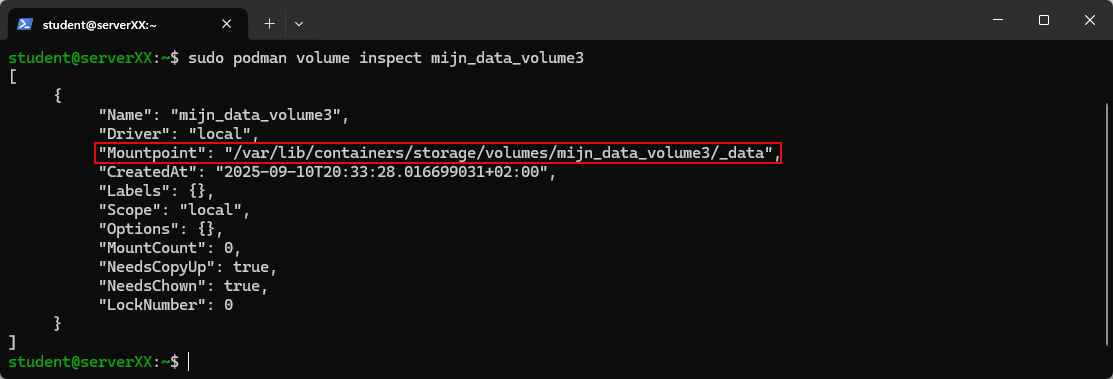 student@serverXX:~
student@serverXX:~$ sudo podman volume inspect mijn_data_volume3
[
     {
          "Name": "mijn_data_volume3",
          "Driver": "local",
          "Mountpoint": "/var/lib/containers/storage/volumes/mijn_data_volume3/_data",
          "CreatedAt": "2025-09-10T20:33:28.016699031+02:00",
          "Labels": {},
          "Scope": "local",
          "Options": {},
          "MountCount": 0,
          "NeedsCopyUp": true,
          "NeedsChown": true,
          "LockNumber": 0
     }
]
student@serverXX:~$